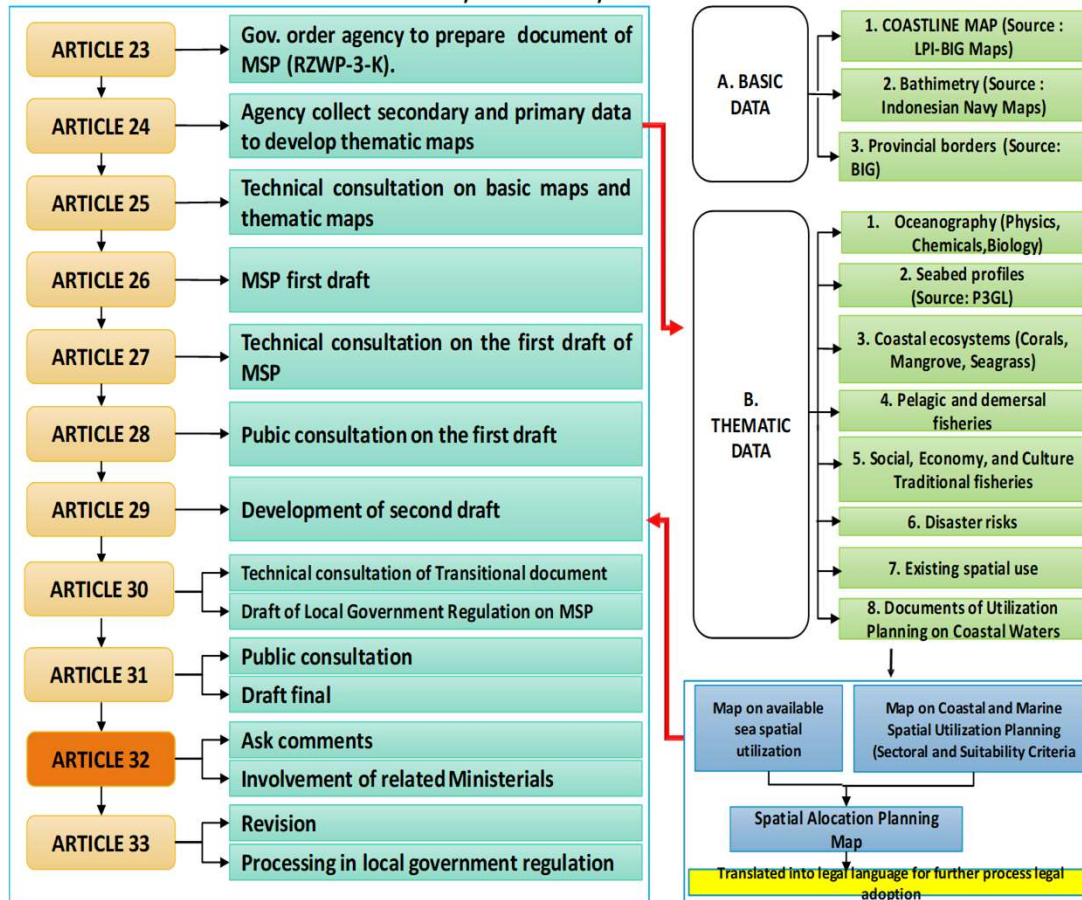 ARTICLE 23
Gov. order agency to prepare document of
MSP (RZWP-3-K).
ARTICLE 24
Agency collect secondary and primary data
to develop thematic maps
ARTICLE 25
Technical consultation on basic maps and
thematic maps
ARTICLE 26
MSP first draft
ARTICLE 27
Technical consultation on the first draft of
MSP
ARTICLE 28
Pubic consultation on the first draft
ARTICLE 29
Development of second draft
ARTICLE 30
Technical consultation of Transitional document
Draft of Local Government Regulation on MSP
ARTICLE 31
Public consultation
Draft final
ARTICLE 32
Ask comments
Involvement of related Ministerials
ARTICLE 33
Revision
Processing in local government regulation
A. BASIC
DATA
1. COASTLINE MAP (Source :
LPI-BIG Maps)
2. Bathimetry (Source :
Indonesian Navy Maps)
3. Provincial borders (Source:
BIG)
B.
THEMATIC
DATA
1. Oceanography (Physics,
Chemicals,Biology)
2. Seabed profiles
(Source: P3GL)
3. Coastal ecosystems (Corals,
Mangrove, Seagrass)
4. Pelagic and demersal
fisheries
5. Social, Economy, and Culture
Traditional fisheries
6. Disaster risks
7. Existing spatial use
8. Documents of Utilization
Planning on Coastal Waters
Map on available
sea spatial
utilization
Map on Coastal and Marine
Spatial Utilization Planning
(Sectoral and Suitability Criteria
Spatial Alocation Planning
Map
Translated into legal language for further process legal
adoption